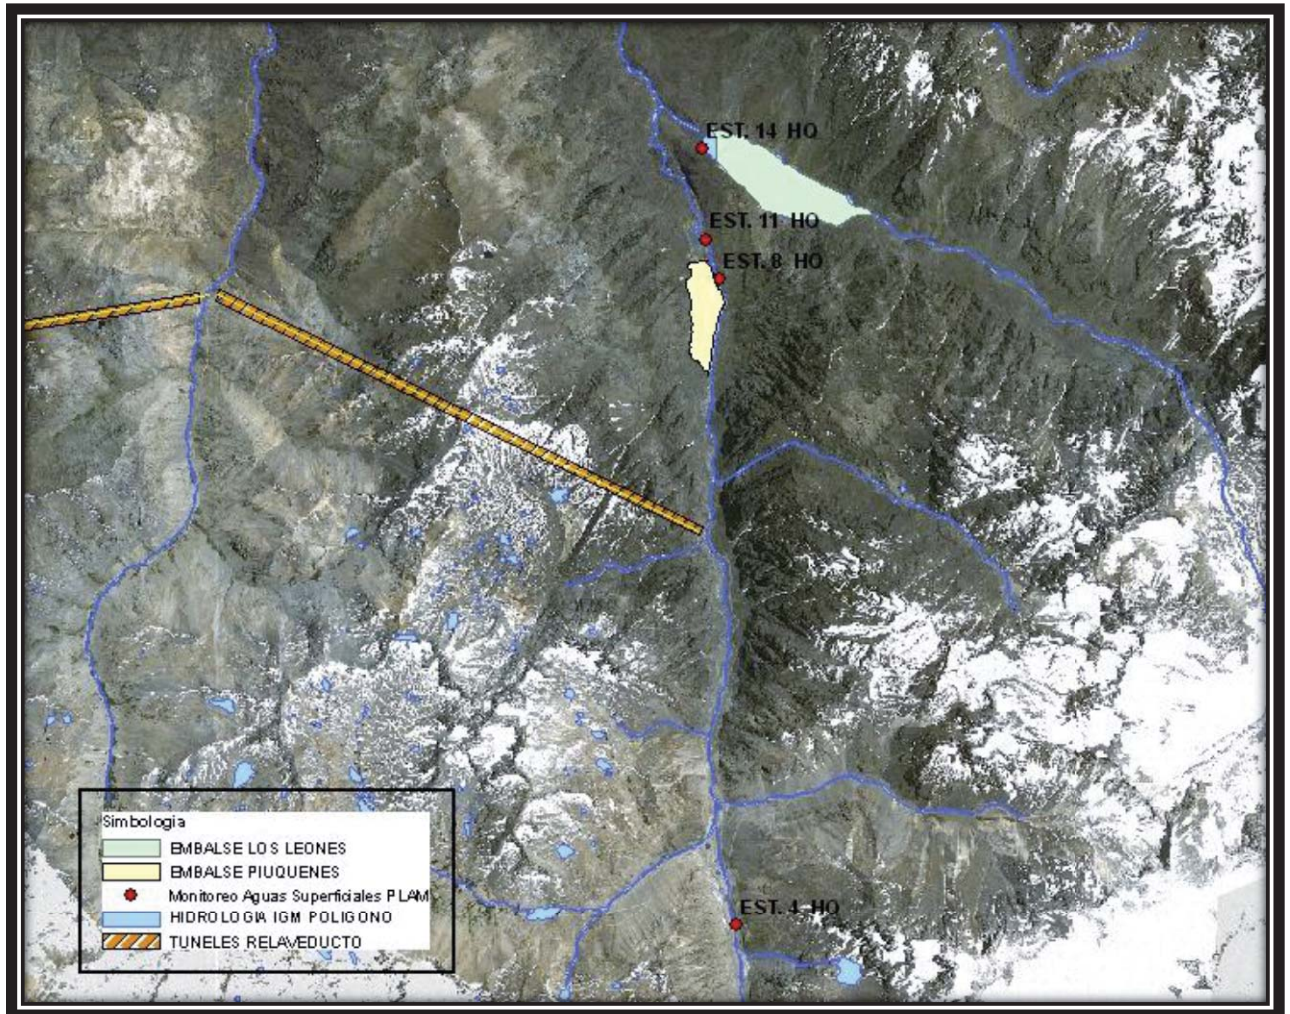 EST. 14 HQ
EST. 11 HQ
EST. 8 HQ
Simbologia
EMBALSE LOS LEONES
EMBALSE PIUQUENES
Monitoreo Aguas Superficiales PLAM
HIDROLOGIA IGM POLIGONO
TUNELES RELAVEDUCTO
EST. 4 HQ